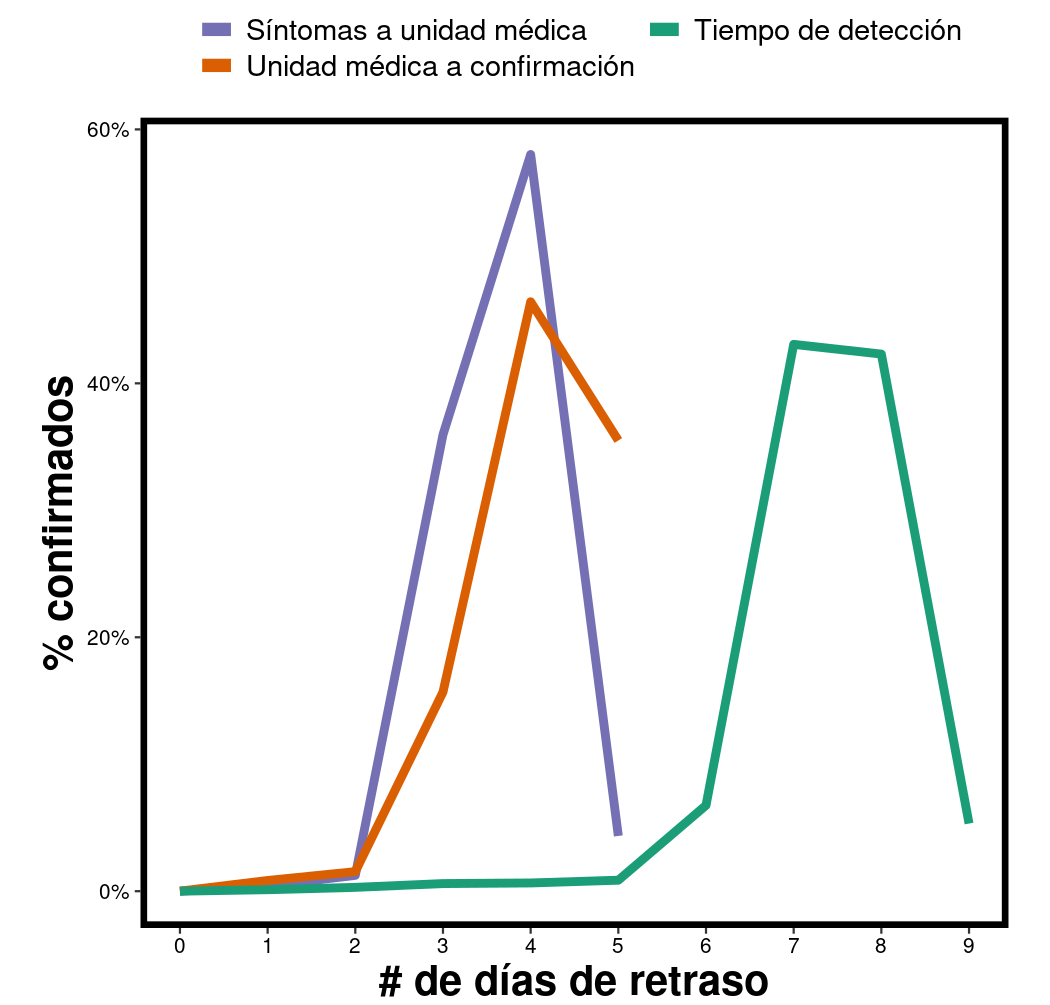 Síntomas a unidad médica
Tiempo de detección
Unidad médica a confirmación
% confirmados
60%
40%
20%
0%
0 1 2 3 4 5 6 7 8 9
# de días de retraso